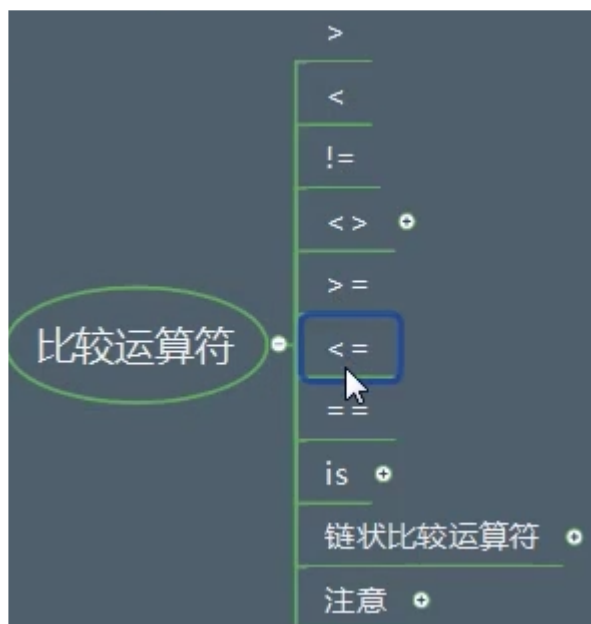 >
<
!=
<>
>=
比较运算符
<=
==
is
链状比较运算符
注意